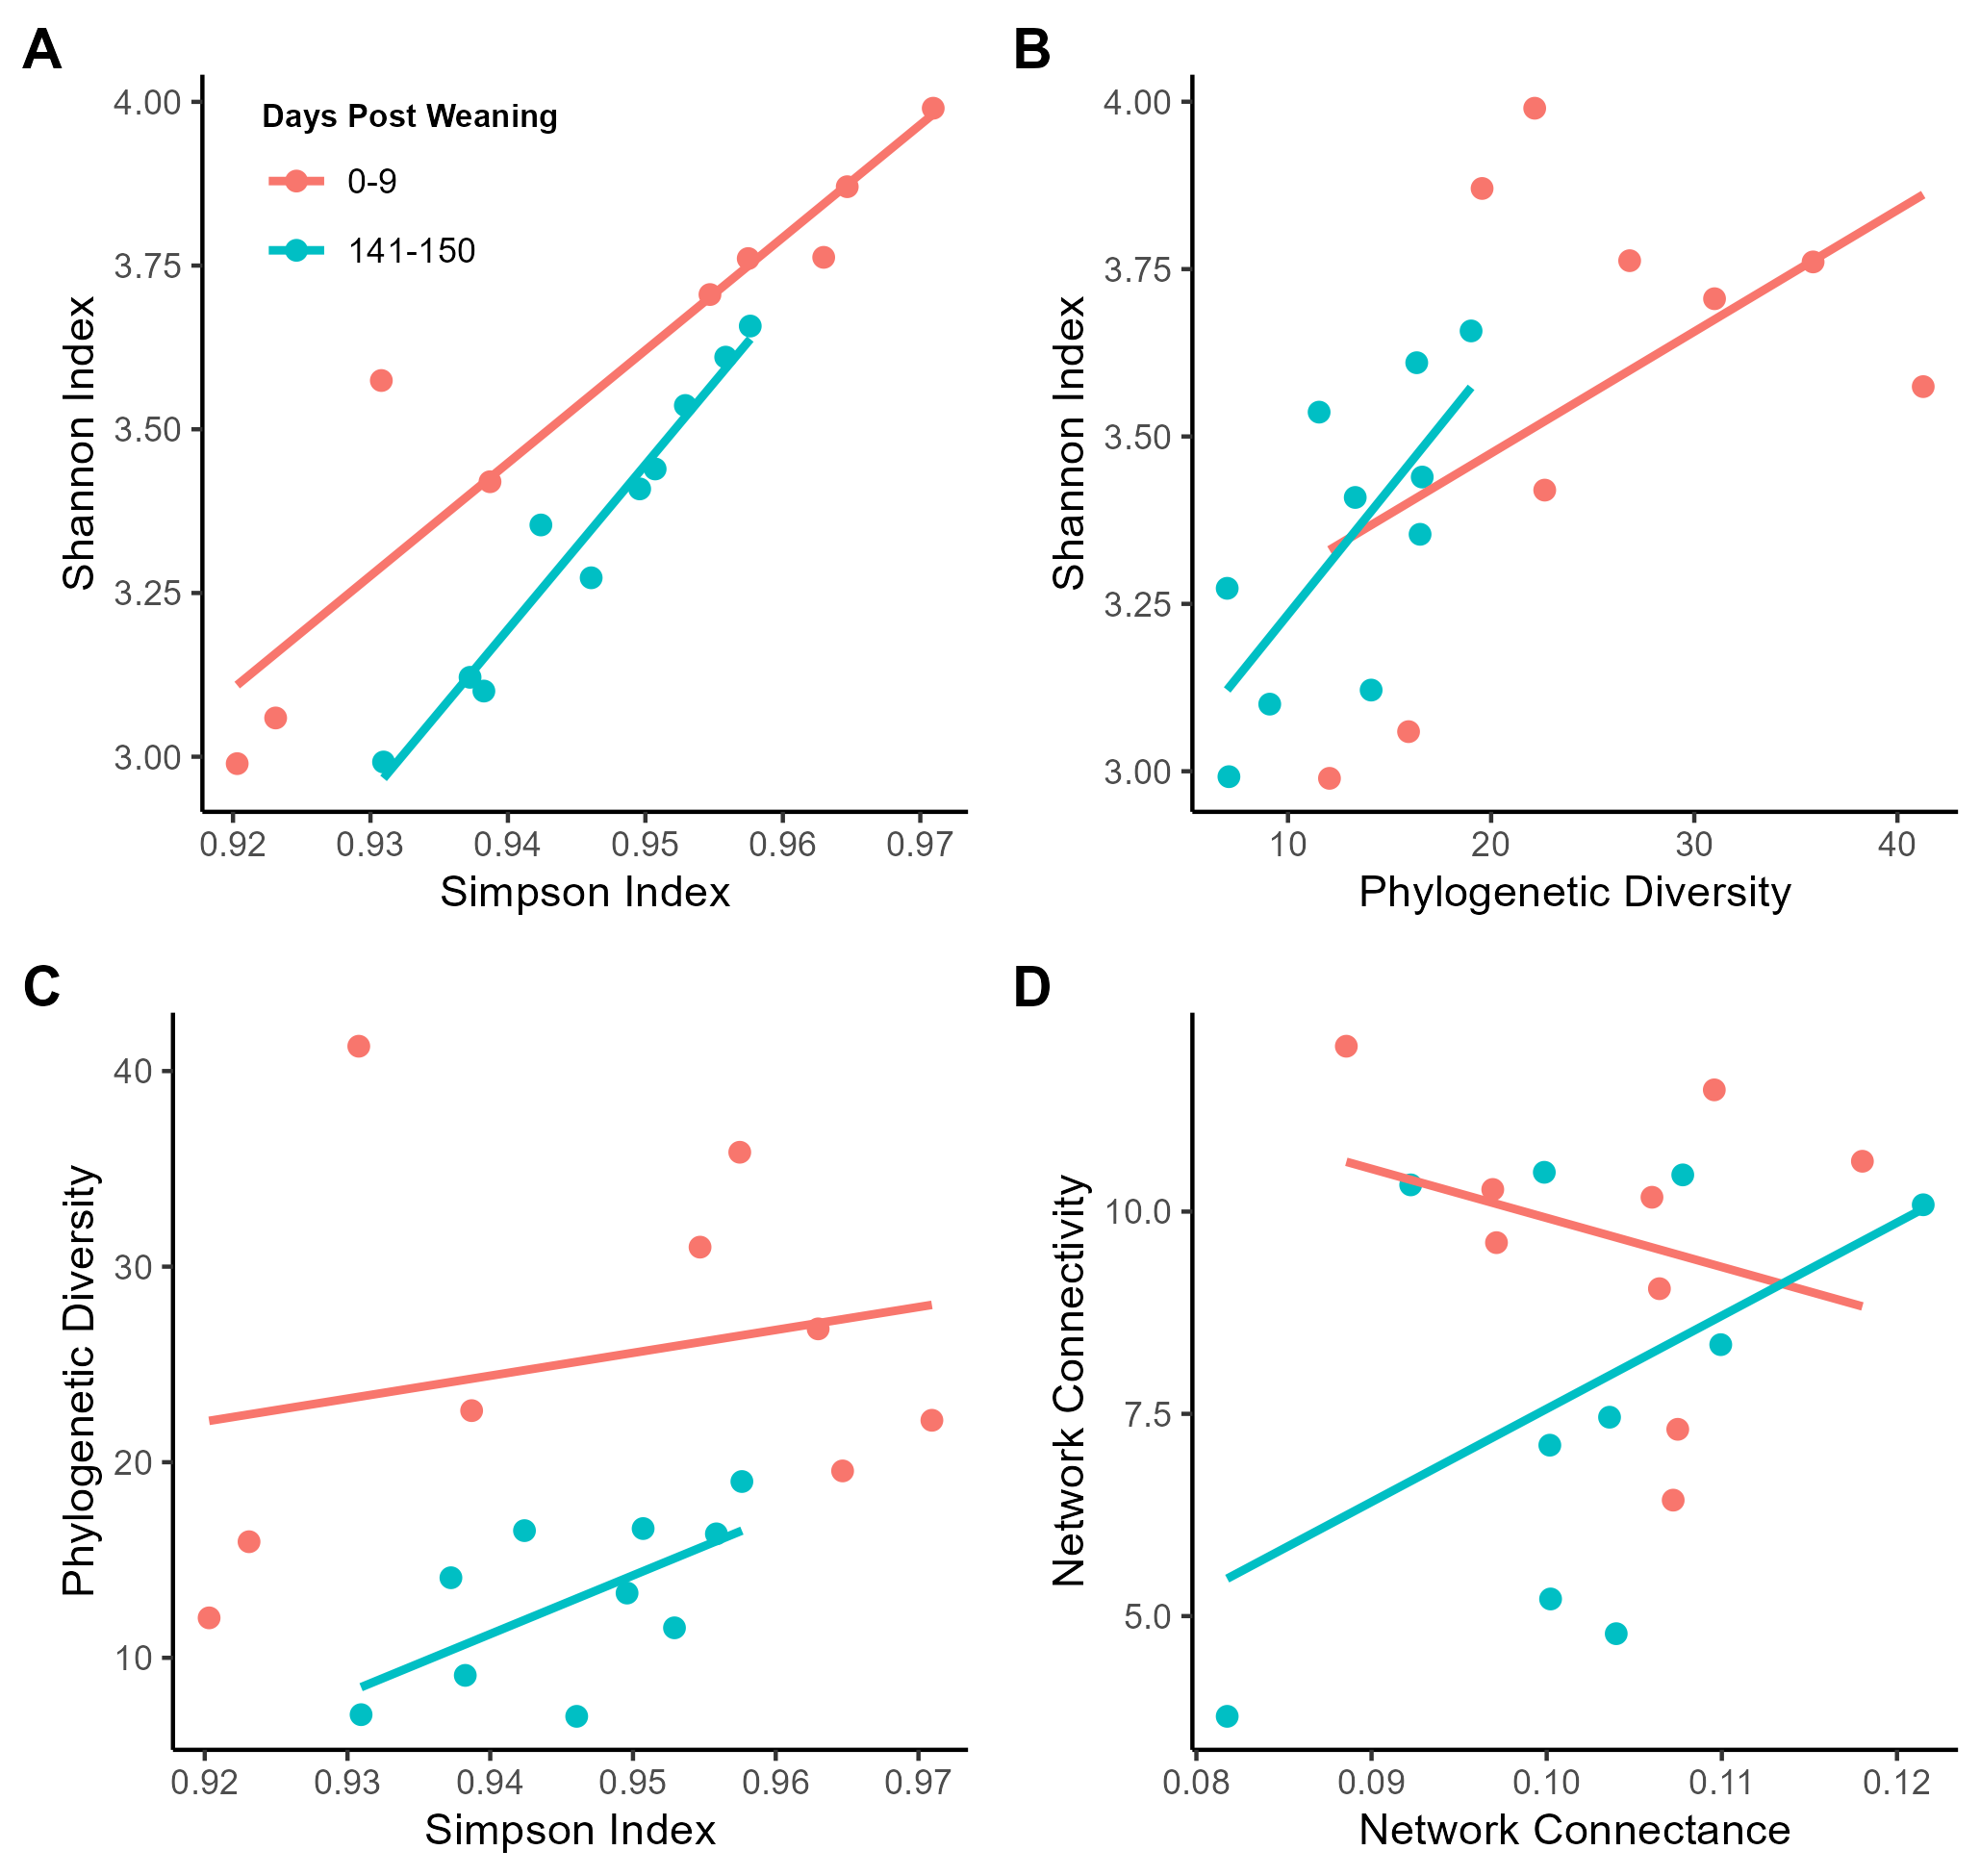 A
Days Post Weaning
0-9
141-150
4.00
3.75
3.50
3.25
3.00
Shannon Index
0.92 0.93 0.94 0.95 0.96 0.97
Simpson Index
B
4.00
3.75
3.50
3.25
3.00
Shannon Index
10 20 30 40
Phylogenetic Diversity
C
40
30
20
10
Phylogenetic Diversity
0.92 0.93 0.94 0.95 0.96 0.97
Simpson Index
D
10.0
7.5
5.0
Network Connectivity
0.08 0.09 0.10 0.11 0.12
Network Connectance